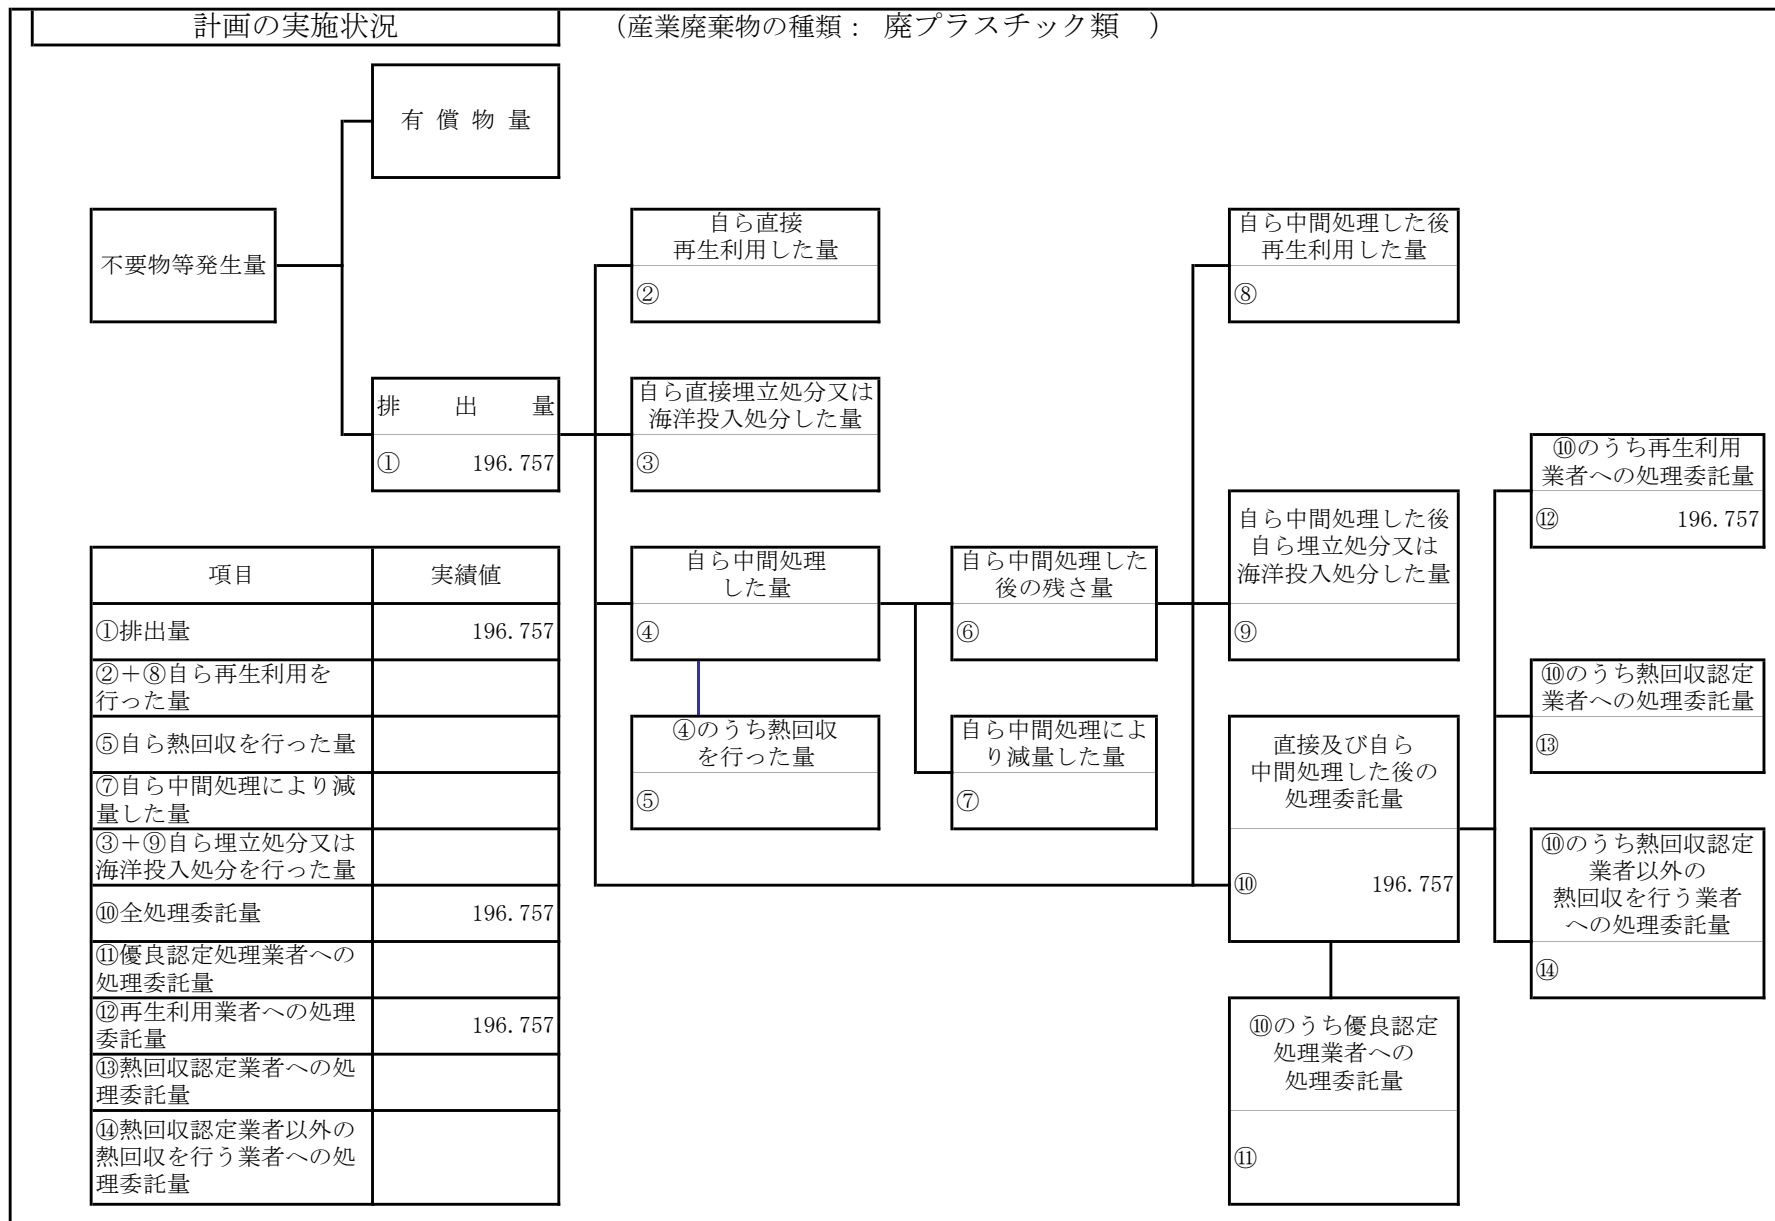 計画の実施状況 (産業廃棄物の種類： 廃プラスチック類 )
有 償 物 量
不要物等発生量
自ら直接
再生利用した量
②
自ら中間処理した後
再生利用した量
⑧
排 出 量
① 196.757
自ら直接埋立処分又は
海洋投入処分した量
③
⑩のうち再生利用
業者への処理委託量
⑫ 196.757
自ら中間処理
した量
④
自ら中間処理した
後の残さ量
⑥
自ら中間処理した後
自ら埋立処分又は
海洋投入処分した量
⑨
⑩のうち熱回収認定
業者への処理委託量
⑬
④のうち熱回収
を行った量
⑤
自ら中間処理によ
り減量した量
⑦
直接及び自ら
中間処理した後の
処理委託量
⑩ 196.757
⑩のうち熱回収認定
業者以外の
熱回収を行う業者
への処理委託量
⑭
⑩のうち優良認定
処理業者への
処理委託量
⑪
項目 実績値
①排出量 196.757
②＋⑧自ら再生利用を
行った量
⑤自ら熱回収を行った量
⑦自ら中間処理により減
量した量
③＋⑨自ら埋立処分又は
海洋投入処分を行った量
⑩全処理委託量 196.757
⑪優良認定処理業者への
処理委託量
⑫再生利用業者への処理
委託量 196.757
⑬熱回収認定業者への処
理委託量
⑭熱回収認定業者以外の
熱回収を行う業者への処
理委託量